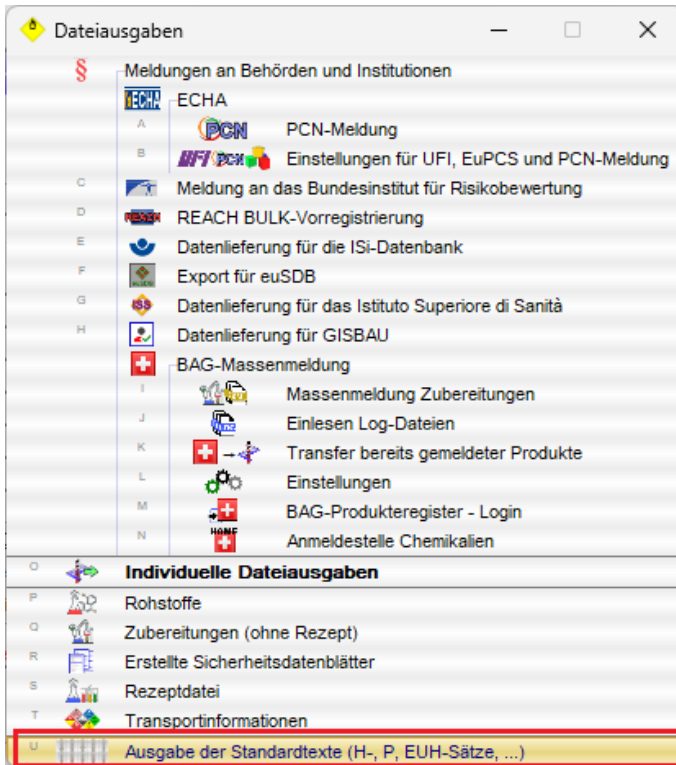 Dateiausgaben
§ Meldungen an Behörden und Institutionen
ECHA ECHA
A PCN PCN-Meldung
B UFI PCN Einstellungen für UFI, EuPCS und PCN-Meldung
C Meldung an das Bundesinstitut für Risikobewertung
D REACH REACH BULK-Vorregistrierung
E Datenlieferung für die ISi-Datenbank
F euSDB Export für euSDB
G ISS Datenlieferung für das Istituto Superiore di Sanità
H Datenlieferung für GISBAU
BAG-Massenmeldung
I Massenmeldung Zubereitungen
J Einlesen Log-Dateien
K Transfer bereits gemeldeter Produkte
L Einstellungen
M BAG-Produkteregister - Login
N HOME Anmeldestelle Chemikalien
O Individuelle Dateiausgaben
P Rohstoffe
Q Zubereitungen (ohne Rezept)
R Erstellte Sicherheitsdatenblätter
S Rezeptdatei
T Transportinformationen
U Ausgabe der Standardtexte (H-, P, EUH-Sätze, ...)